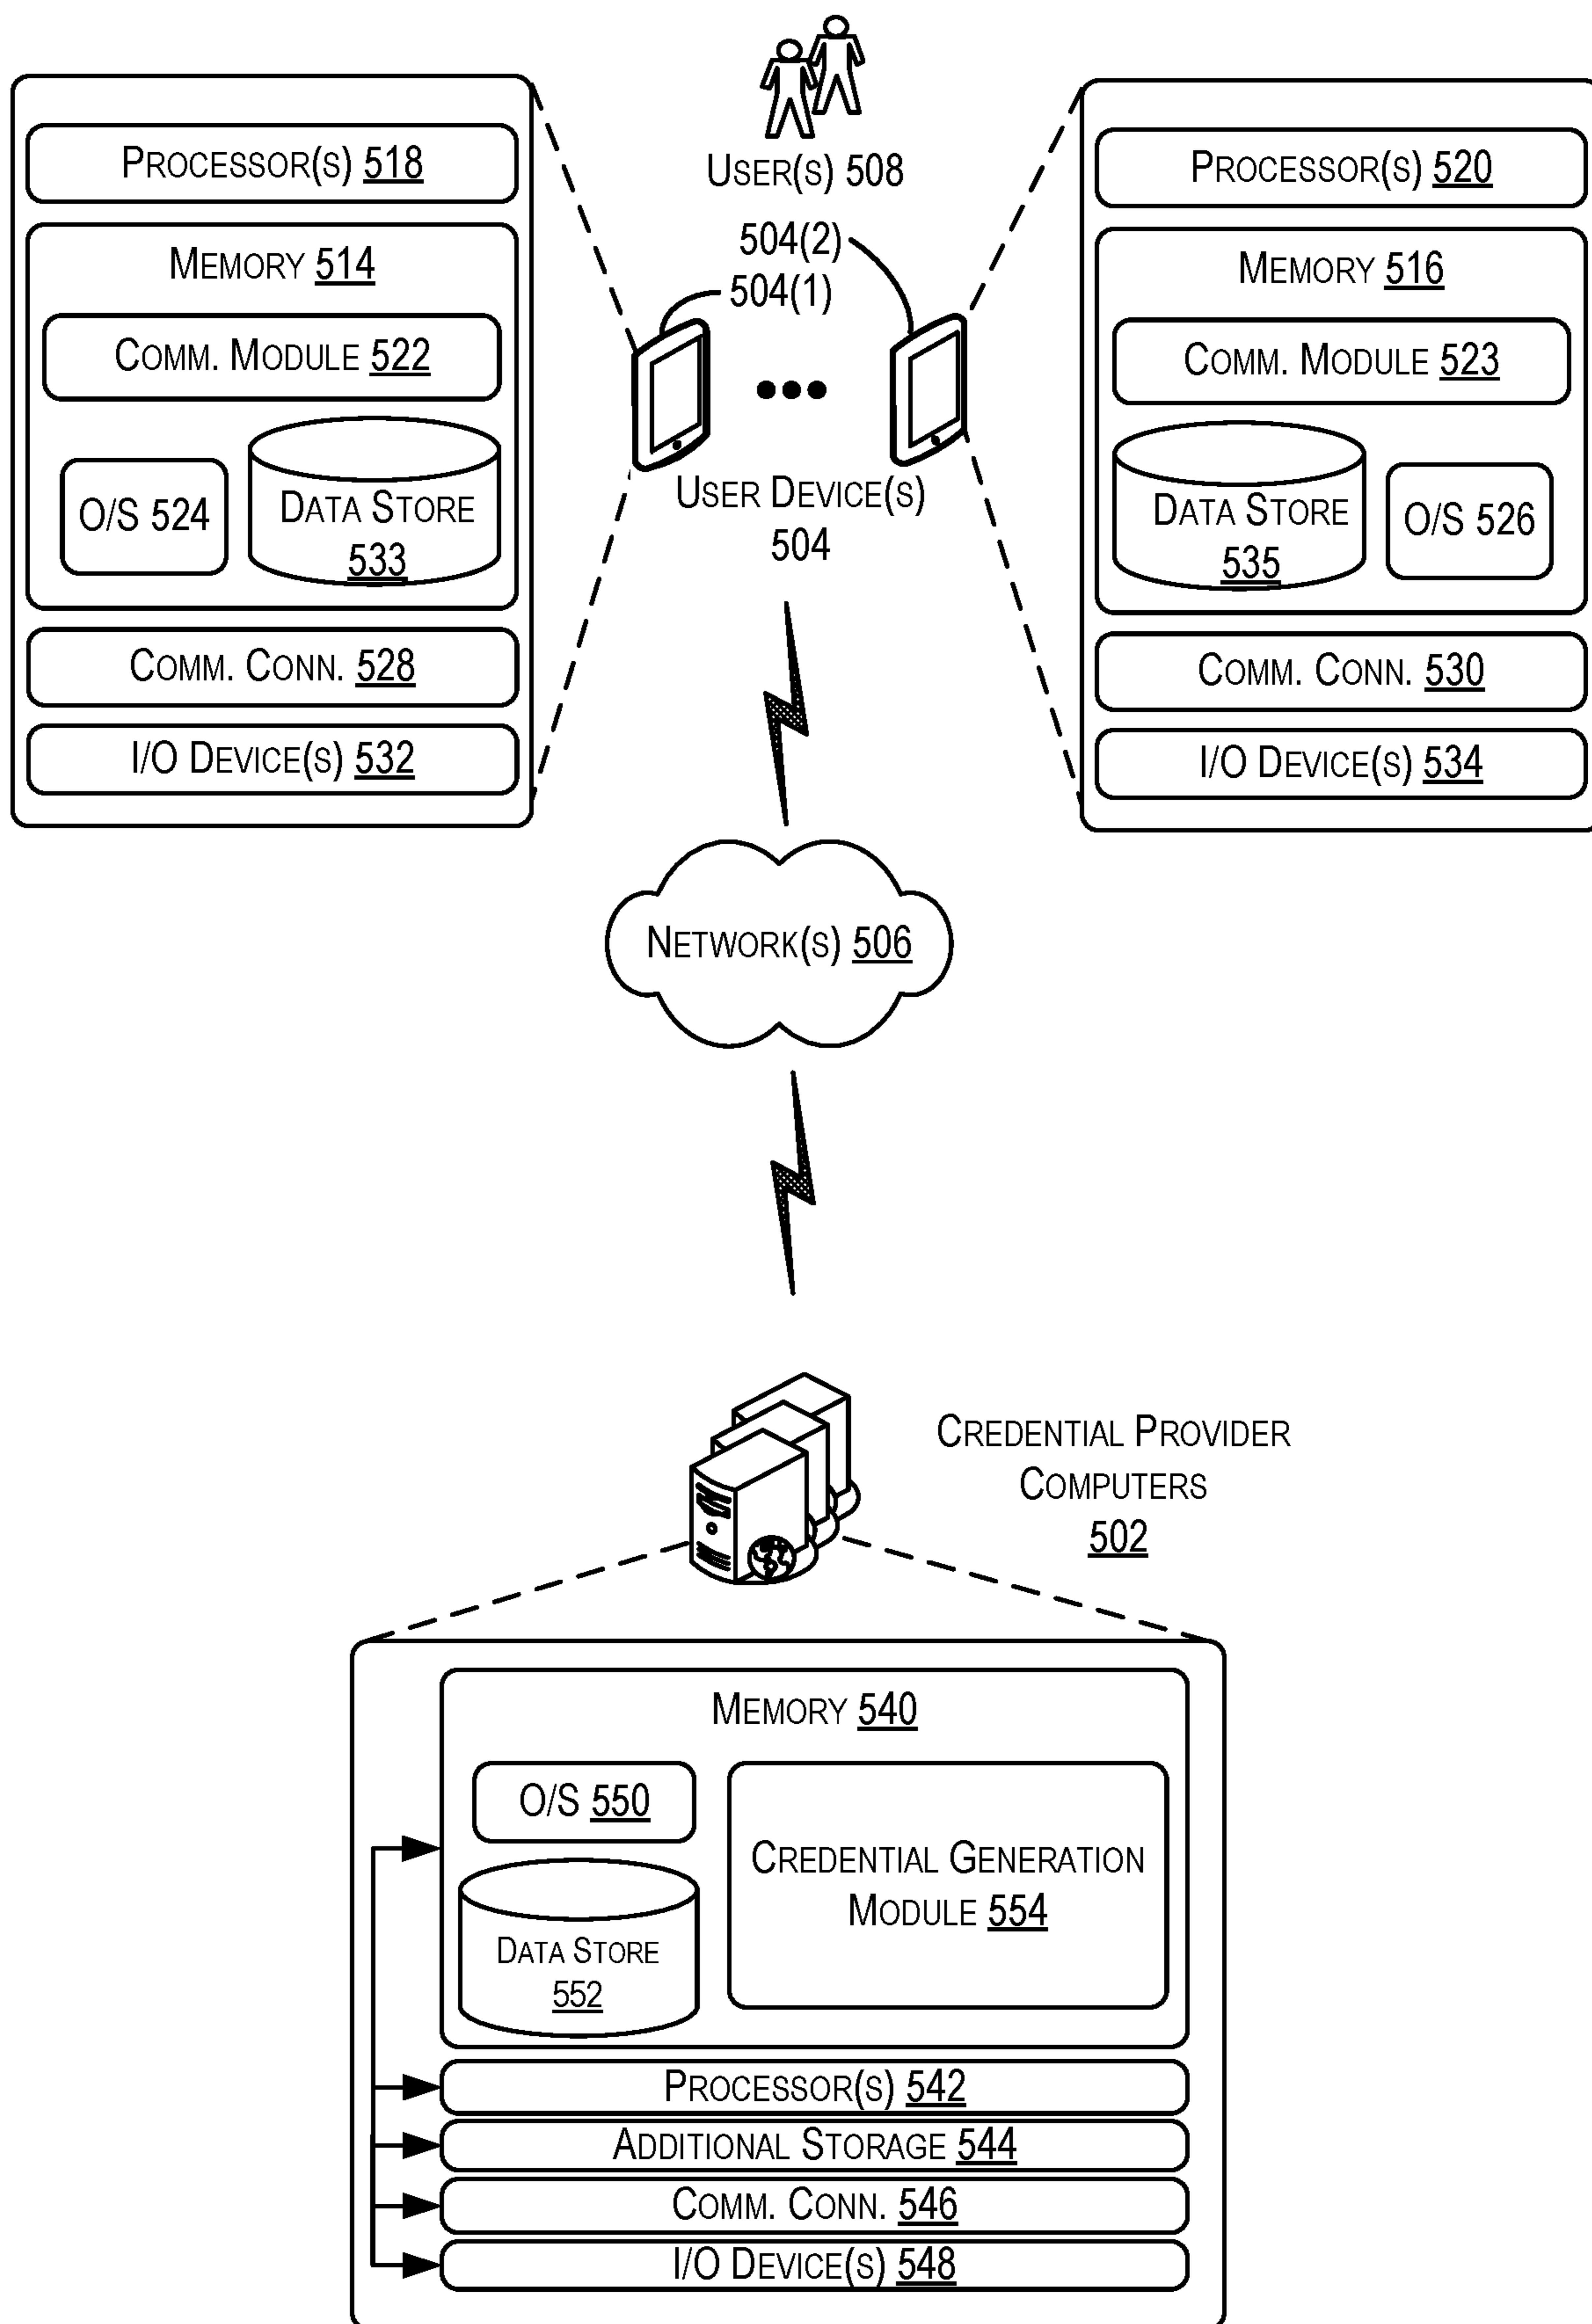 USER(S) 508
504(2)
504(1)
USER DEVICE(S)
504
PROCESSOR(S) 518
MEMORY 514
COMM. MODULE 522
O/S 524
DATA STORE
533
COMM. CONN. 528
I/O DEVICE(S) 532
PROCESSOR(S) 520
MEMORY 516
COMM. MODULE 523
DATA STORE
535
O/S 526
COMM. CONN. 530
I/O DEVICE(S) 534
NETWORK(S) 506
CREDENTIAL PROVIDER
COMPUTERS
502
MEMORY 540
O/S 550
DATA STORE
552
CREDENTIAL GENERATION
MODULE 554
PROCESSOR(S) 542
ADDITIONAL STORAGE 544
COMM. CONN. 546
I/O DEVICE(S) 548